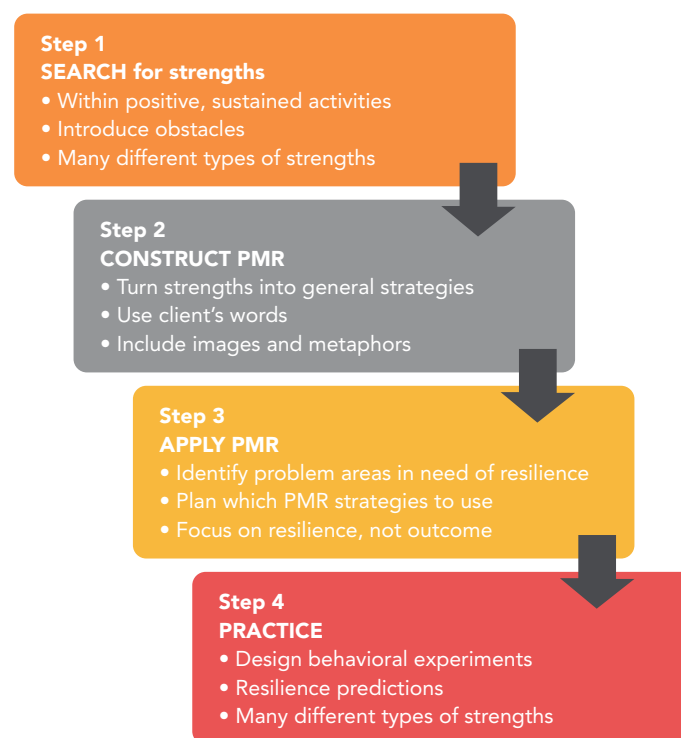 Step 1
SEARCH for strengths
• Within positive, sustained activities
• Introduce obstacles
• Many different types of strengths
Step 2
CONSTRUCT PMR
• Turn strengths into general strategies
• Use client’s words
• Include images and metaphors
Step 3
APPLY PMR
• Identify problem areas in need of resilience
• Plan which PMR strategies to use
• Focus on resilience, not outcome
Step 4
PRACTICE
• Design behavioral experiments
• Resilience predictions
• Many different types of strengths